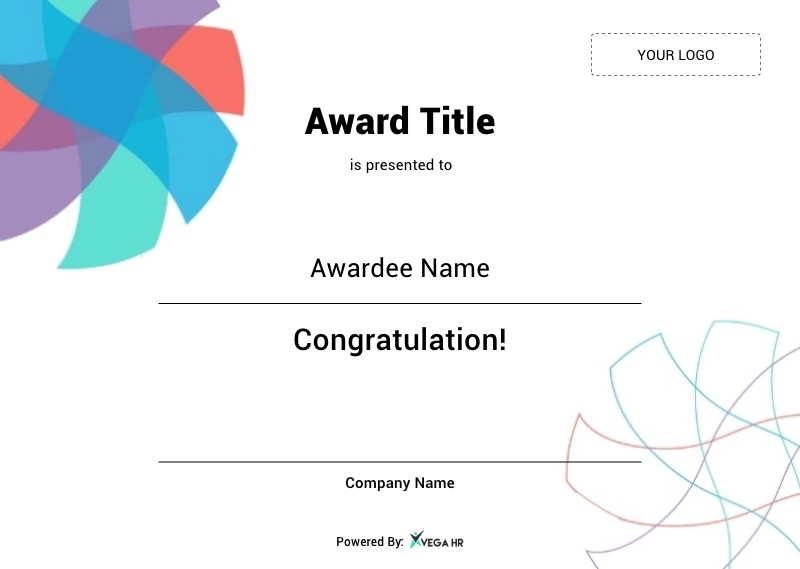 YOUR LOGO
Award Title
is presented to
Awardee Name
Congratulation!
Company Name
Powered By: VEGA HR